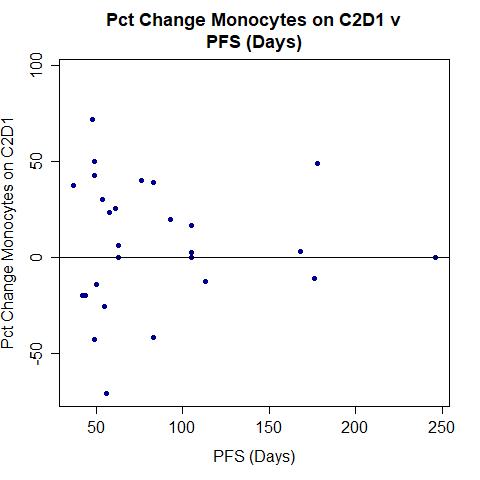 Pct Change Monocytes on C2D1 v
PFS (Days)
Pct Change Monocytes on C2D1
100
50
0
-50
50
100
150
200
250
PFS (Days)